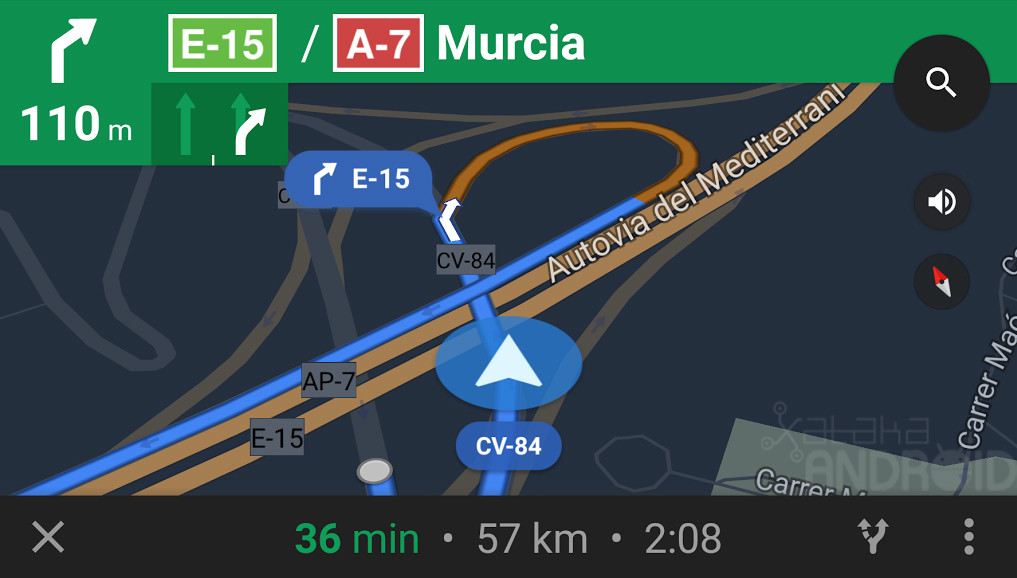 E-15 / A-7 Murcia
110 m
E-15
CV-84
Autovia del Mediterrani
AP-7
E-15
CV-84
Carrer Maó
Carrer M
xataka
ANDROID
36 min • 57 km • 2:08